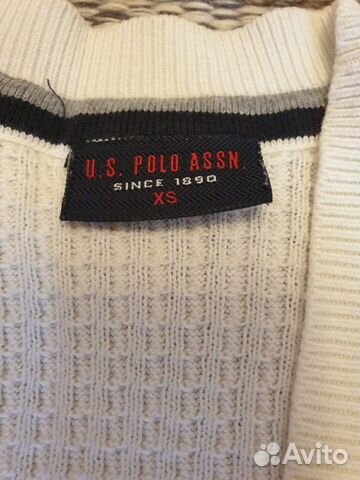 U.S. POLO ASSN.
SINCE 1890
XS
Avito